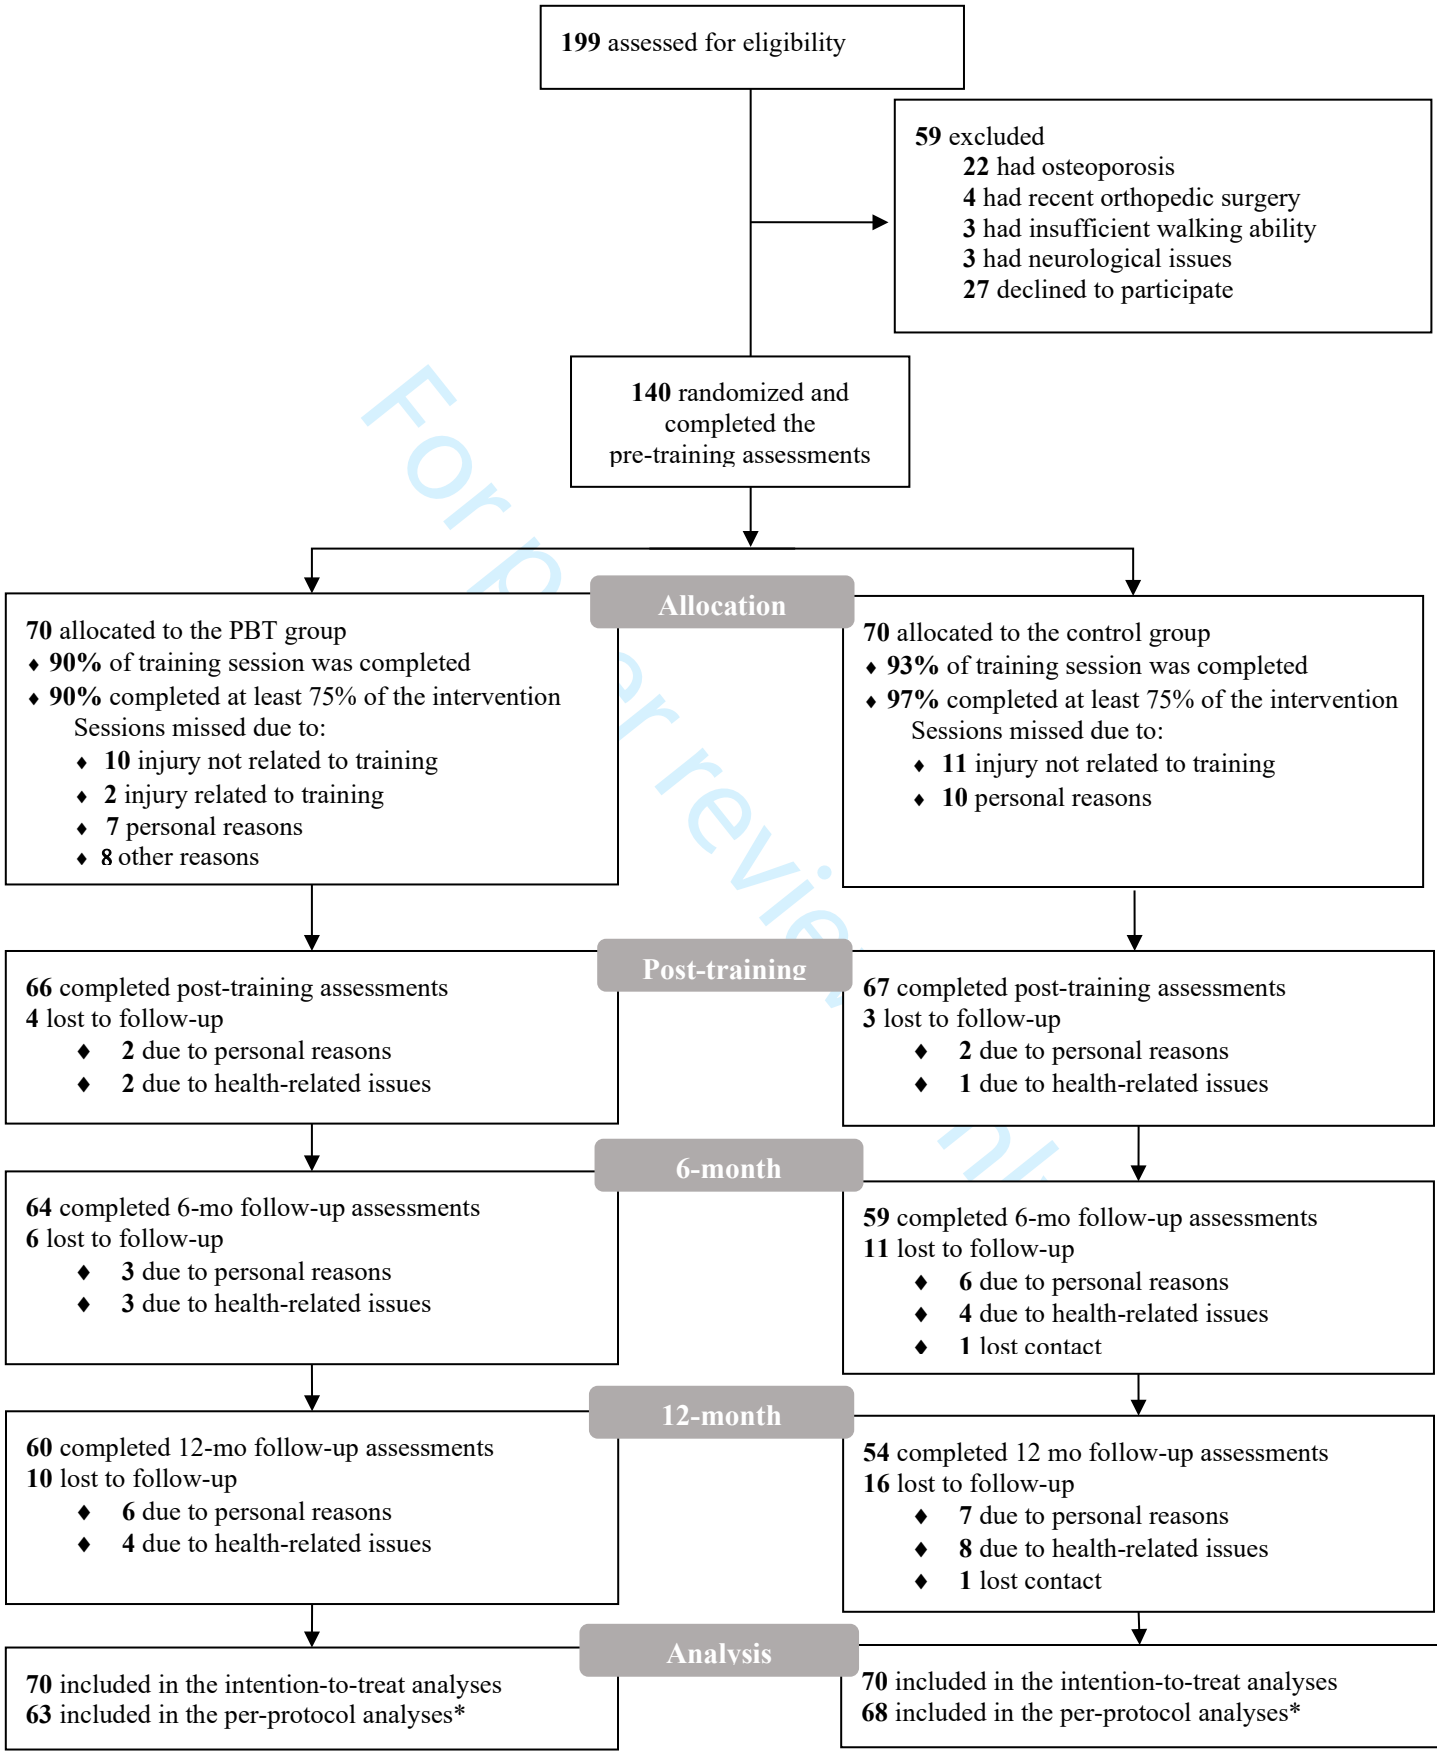 199 assessed for eligibility
59 excluded
22 had osteoporosis
4 had recent orthopedic surgery
3 had insufficient walking ability
3 had neurological issues
27 declined to participate
140 randomized and
completed the
pre-training assessments
Allocation
70 allocated to the PBT group
♦ 90% of training session was completed
♦ 90% completed at least 75% of the intervention
Sessions missed due to:
♦ 10 injury not related to training
♦ 2 injury related to training
♦ 7 personal reasons
♦ 8 other reasons
70 allocated to the control group
♦ 93% of training session was completed
♦ 97% completed at least 75% of the intervention
Sessions missed due to:
♦ 11 injury not related to training
♦ 10 personal reasons
Post-training
66 completed post-training assessments
4 lost to follow-up
♦ 2 due to personal reasons
♦ 2 due to health-related issues
67 completed post-training assessments
3 lost to follow-up
♦ 2 due to personal reasons
♦ 1 due to health-related issues
6-month
64 completed 6-mo follow-up assessments
6 lost to follow-up
♦ 3 due to personal reasons
♦ 3 due to health-related issues
59 completed 6-mo follow-up assessments
11 lost to follow-up
♦ 6 due to personal reasons
♦ 4 due to health-related issues
♦ 1 lost contact
12-month
60 completed 12-mo follow-up assessments
10 lost to follow-up
♦ 6 due to personal reasons
♦ 4 due to health-related issues
54 completed 12 mo follow-up assessments
16 lost to follow-up
♦ 7 due to personal reasons
♦ 8 due to health-related issues
♦ 1 lost contact
Analysis
70 included in the intention-to-treat analyses
63 included in the per-protocol analyses*
70 included in the intention-to-treat analyses
68 included in the per-protocol analyses*
For review